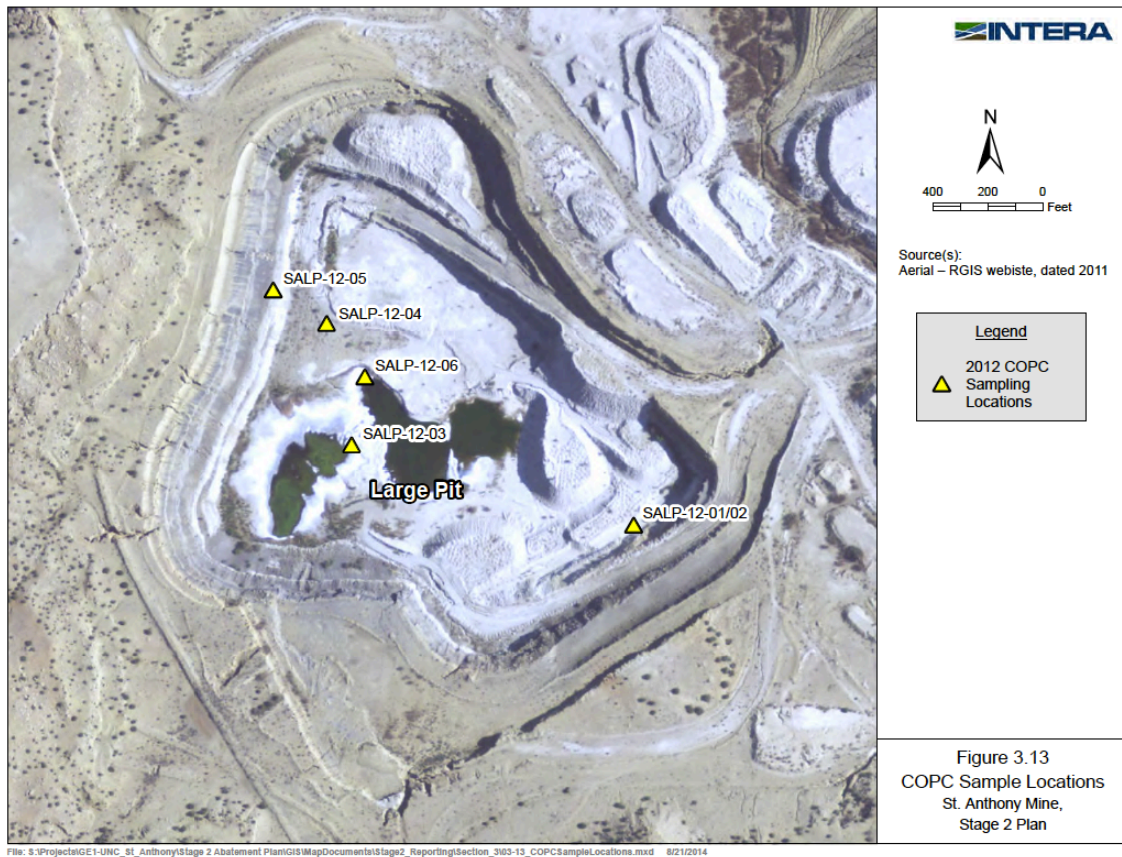 INTERA
N
400 200 0
Feet
Source(s):
Aerial – RGIS webiste, dated 2011
Legend
2012 COPC
Sampling
Locations
SALP-12-05
SALP-12-04
SALP-12-06
SALP-12-03
Large Pit
SALP-12-01/02
Figure 3.13
COPC Sample Locations
St. Anthony Mine,
Stage 2 Plan
File: S:\Projects\GE1-UNC_St_Anthony\Stage 2 Abatement Plan\GIS\MapDocuments\Stage2_Reporting\Section_3\03-13_COPCSampleLocations.mxd 8/21/2014